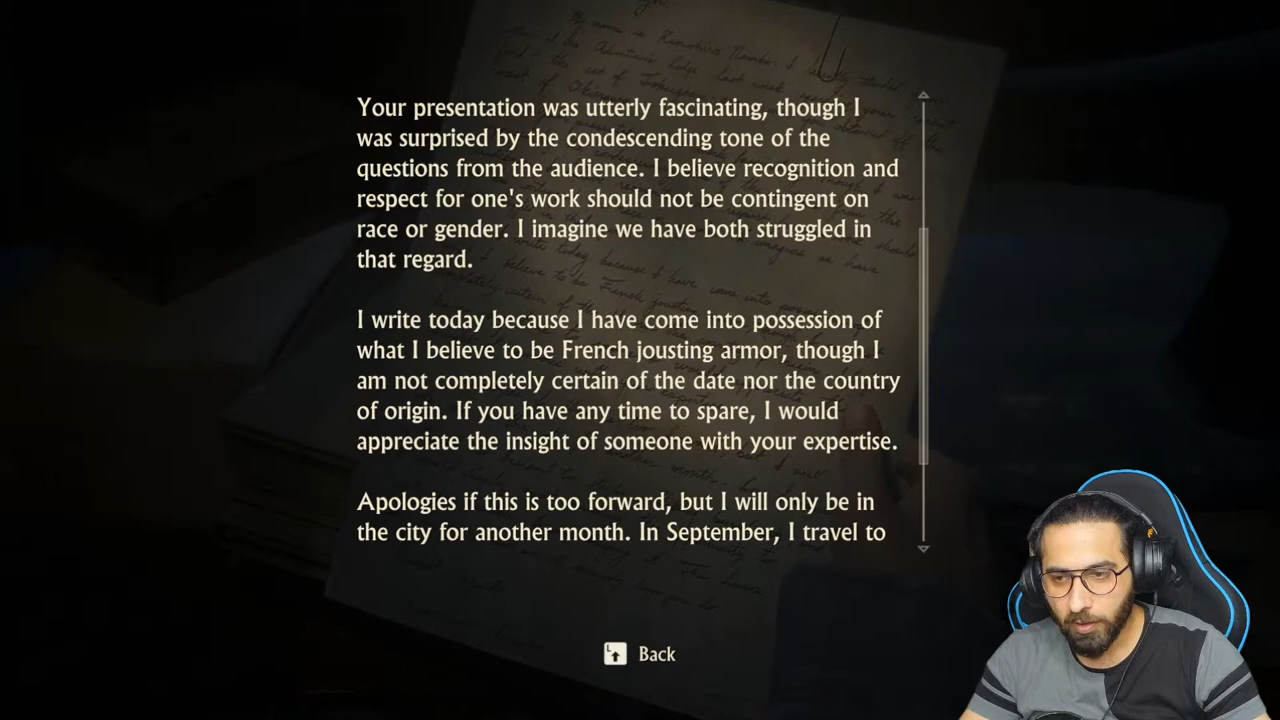 Your presentation was utterly fascinating, though I
was surprised by the condescending tone of the
questions from the audience. I believe recognition and
respect for one's work should not be contingent on
race or gender. I imagine we have both struggled in
that regard.
I write today because I have come into possession of
what I believe to be French jousting armor, though I
am not completely certain of the date nor the country
of origin. If you have any time to spare, I would
appreciate the insight of someone with your expertise.
Apologies if this is too forward, but I will only be in
the city for another month. In September, I travel to
L Back